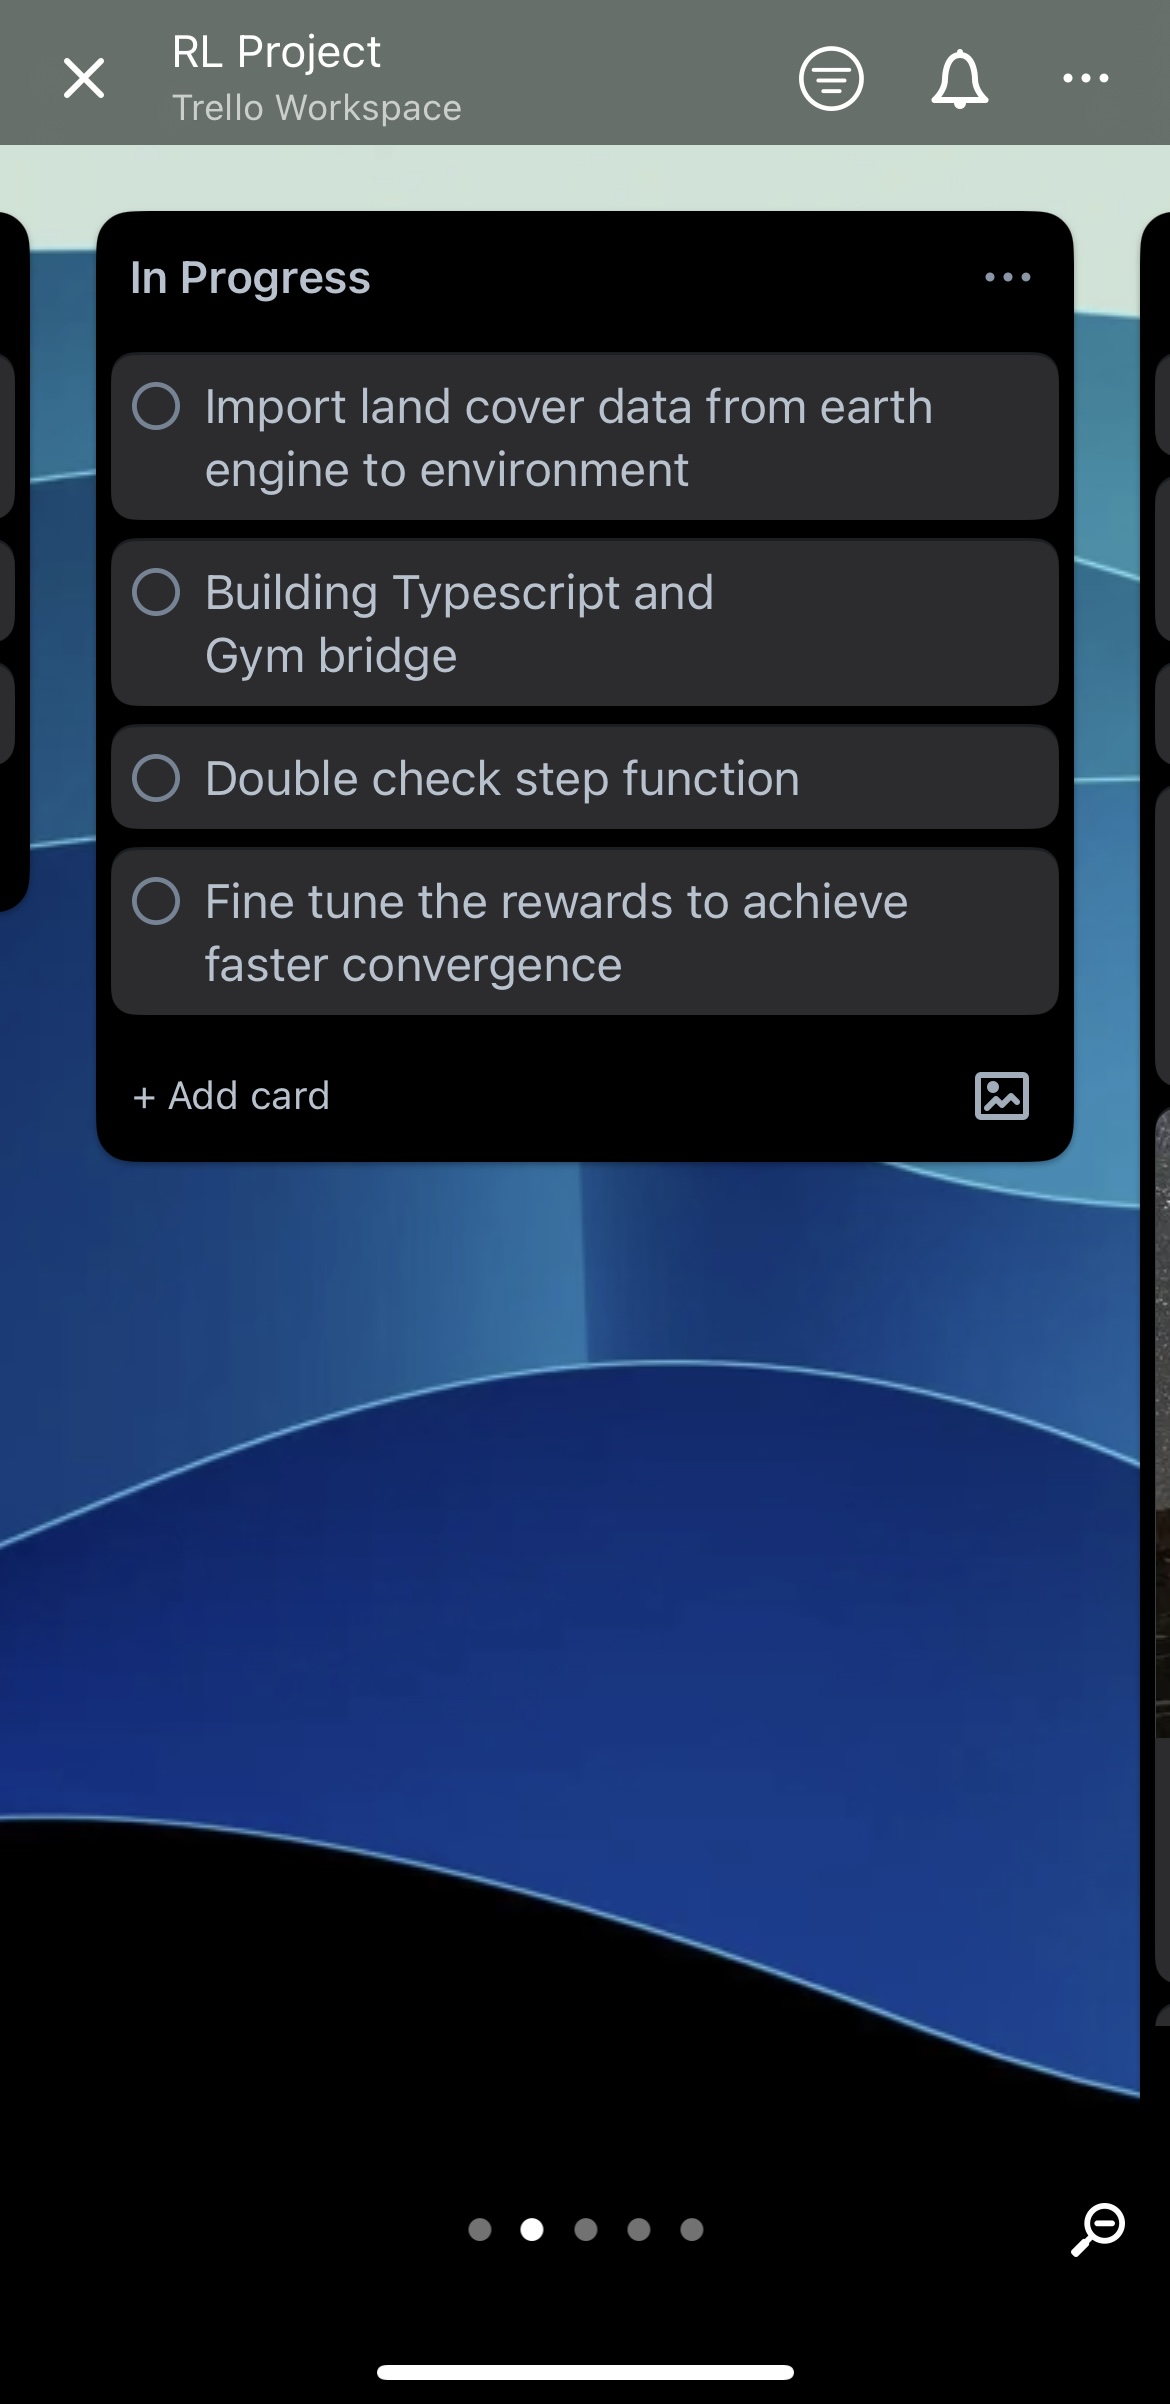 RL Project
Trello Workspace
In Progress
Import land cover data from earth
engine to environment
Building Typescript and
Gym bridge
Double check step function
Fine tune the rewards to achieve
faster convergence
+ Add card